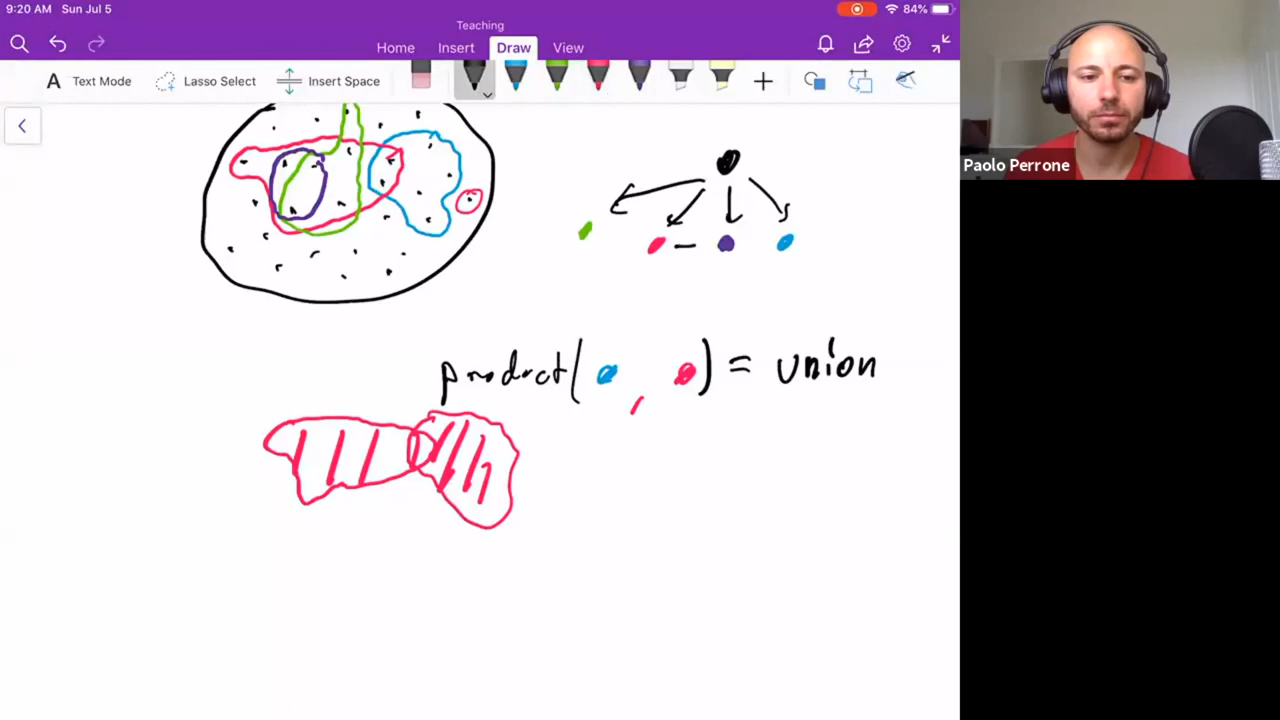 9:20 AM Sun Jul 5
84%
Teaching
Home Insert Draw View
A Text Mode Lasso Select Insert Space
Paolo Perrone
product( , ) = union